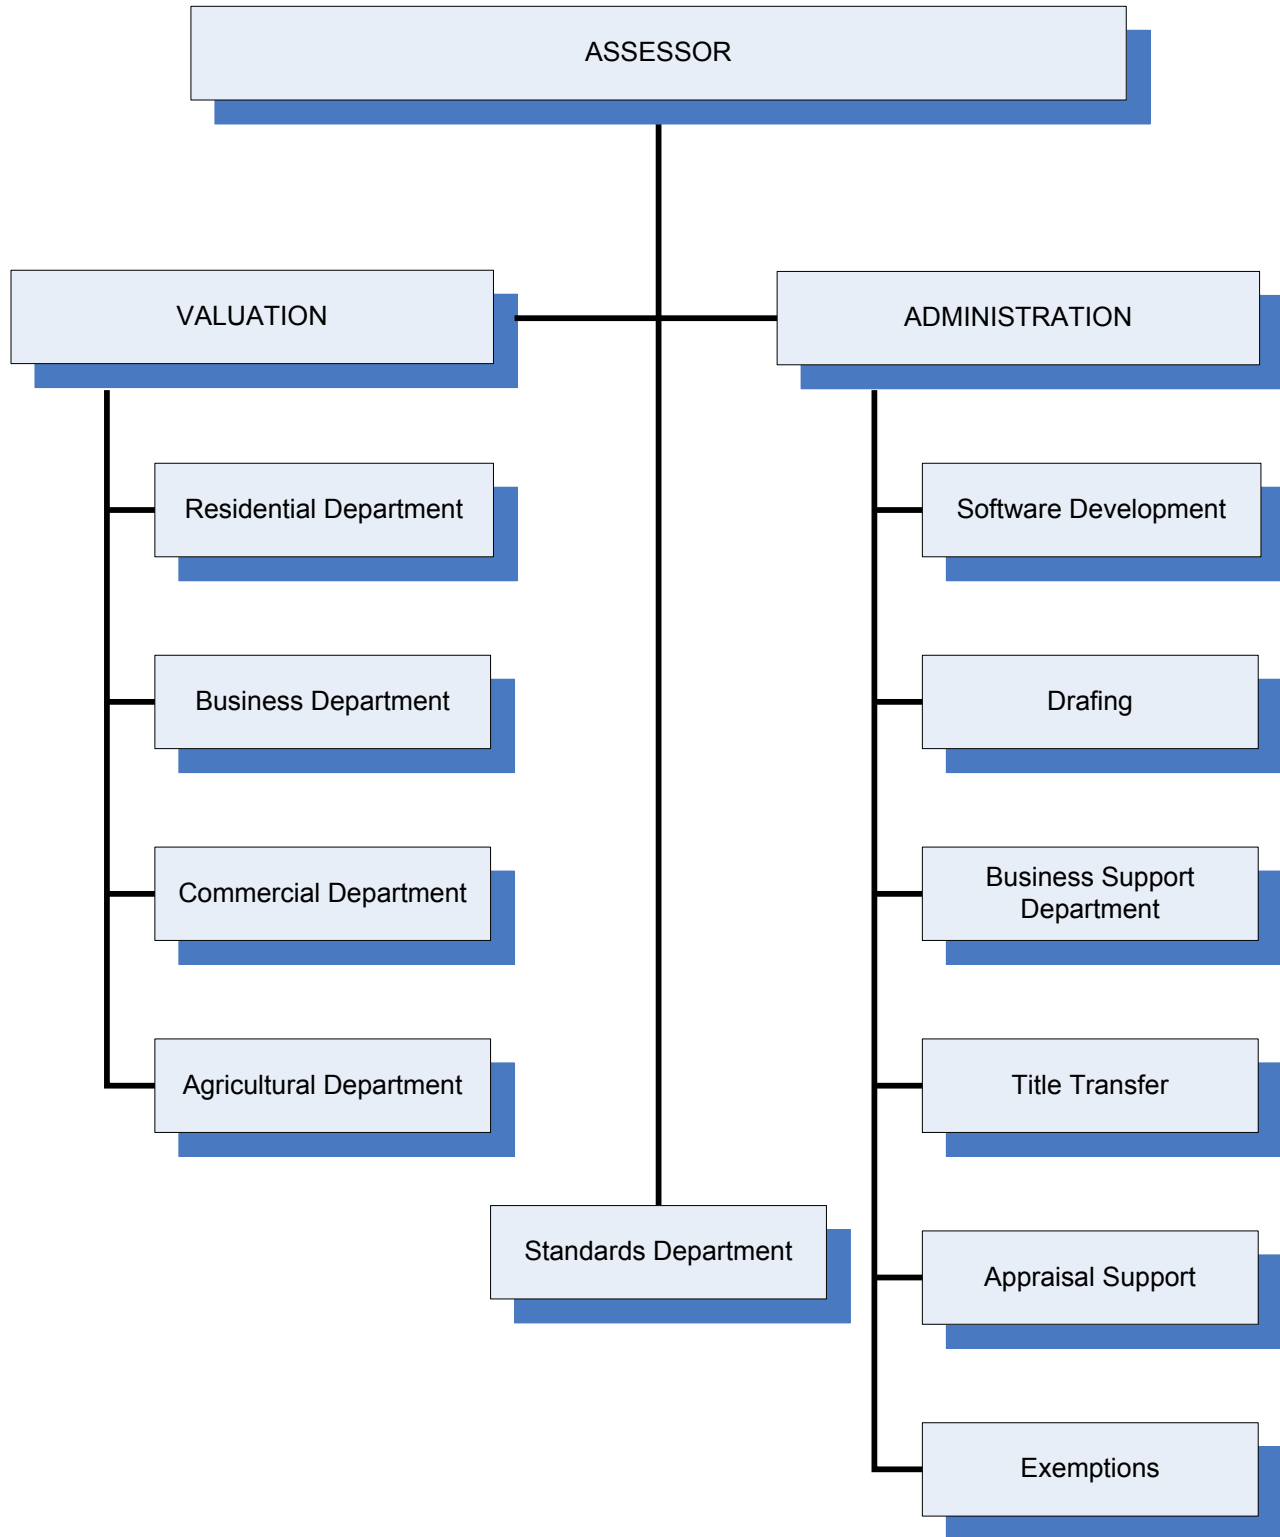 ASSESSOR
VALUATION
ADMINISTRATION
Residential Department
Software Development
Business Department
Drafing
Commercial Department
Business Support
Department
Agricultural Department
Title Transfer
Standards Department
Appraisal Support
Exemptions